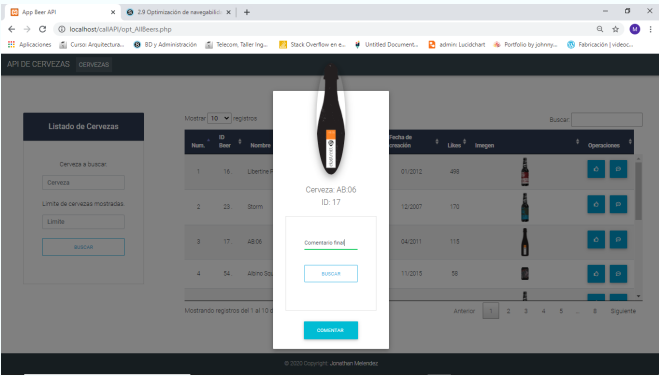 App Beer API
2.9 Optimización de navegabilid
localhost/callAPI/opt_AllBeers.php
M
Aplicaciones
Curso: Arquitectura...
BD y Administración
Telecom, Taller Ing...
Stack Overflow en e...
Untitled Document...
admin: Lucidchart
Portfolio by johnny...
Fabricación | videoc...
API DE CERVEZAS CERVEZAS
Listado de Cervezas
Cerveza a buscar:
Cerveza
Límite de cervezas mostradas:
Límite
BUSCAR
Mostrar 10 registros
Buscar:
Num. ID Beer Nombre Fecha de creación Likes Imegen Operaciones
1 16 Libertine P 01/2012 498
2 23 Storm 12/2007 170
3 17 AB:06 04/2011 115
4 54 Albino Squ 11/2015 58
Mostrando registros del 1 al 10 d
Anterior 1 2 3 4 5 ... 8 Siguiente
Cerveza: AB:06
ID: 17
Comentario final
BUSCAR
COMENTAR
© 2020 Copyright: Jonathan Melendez